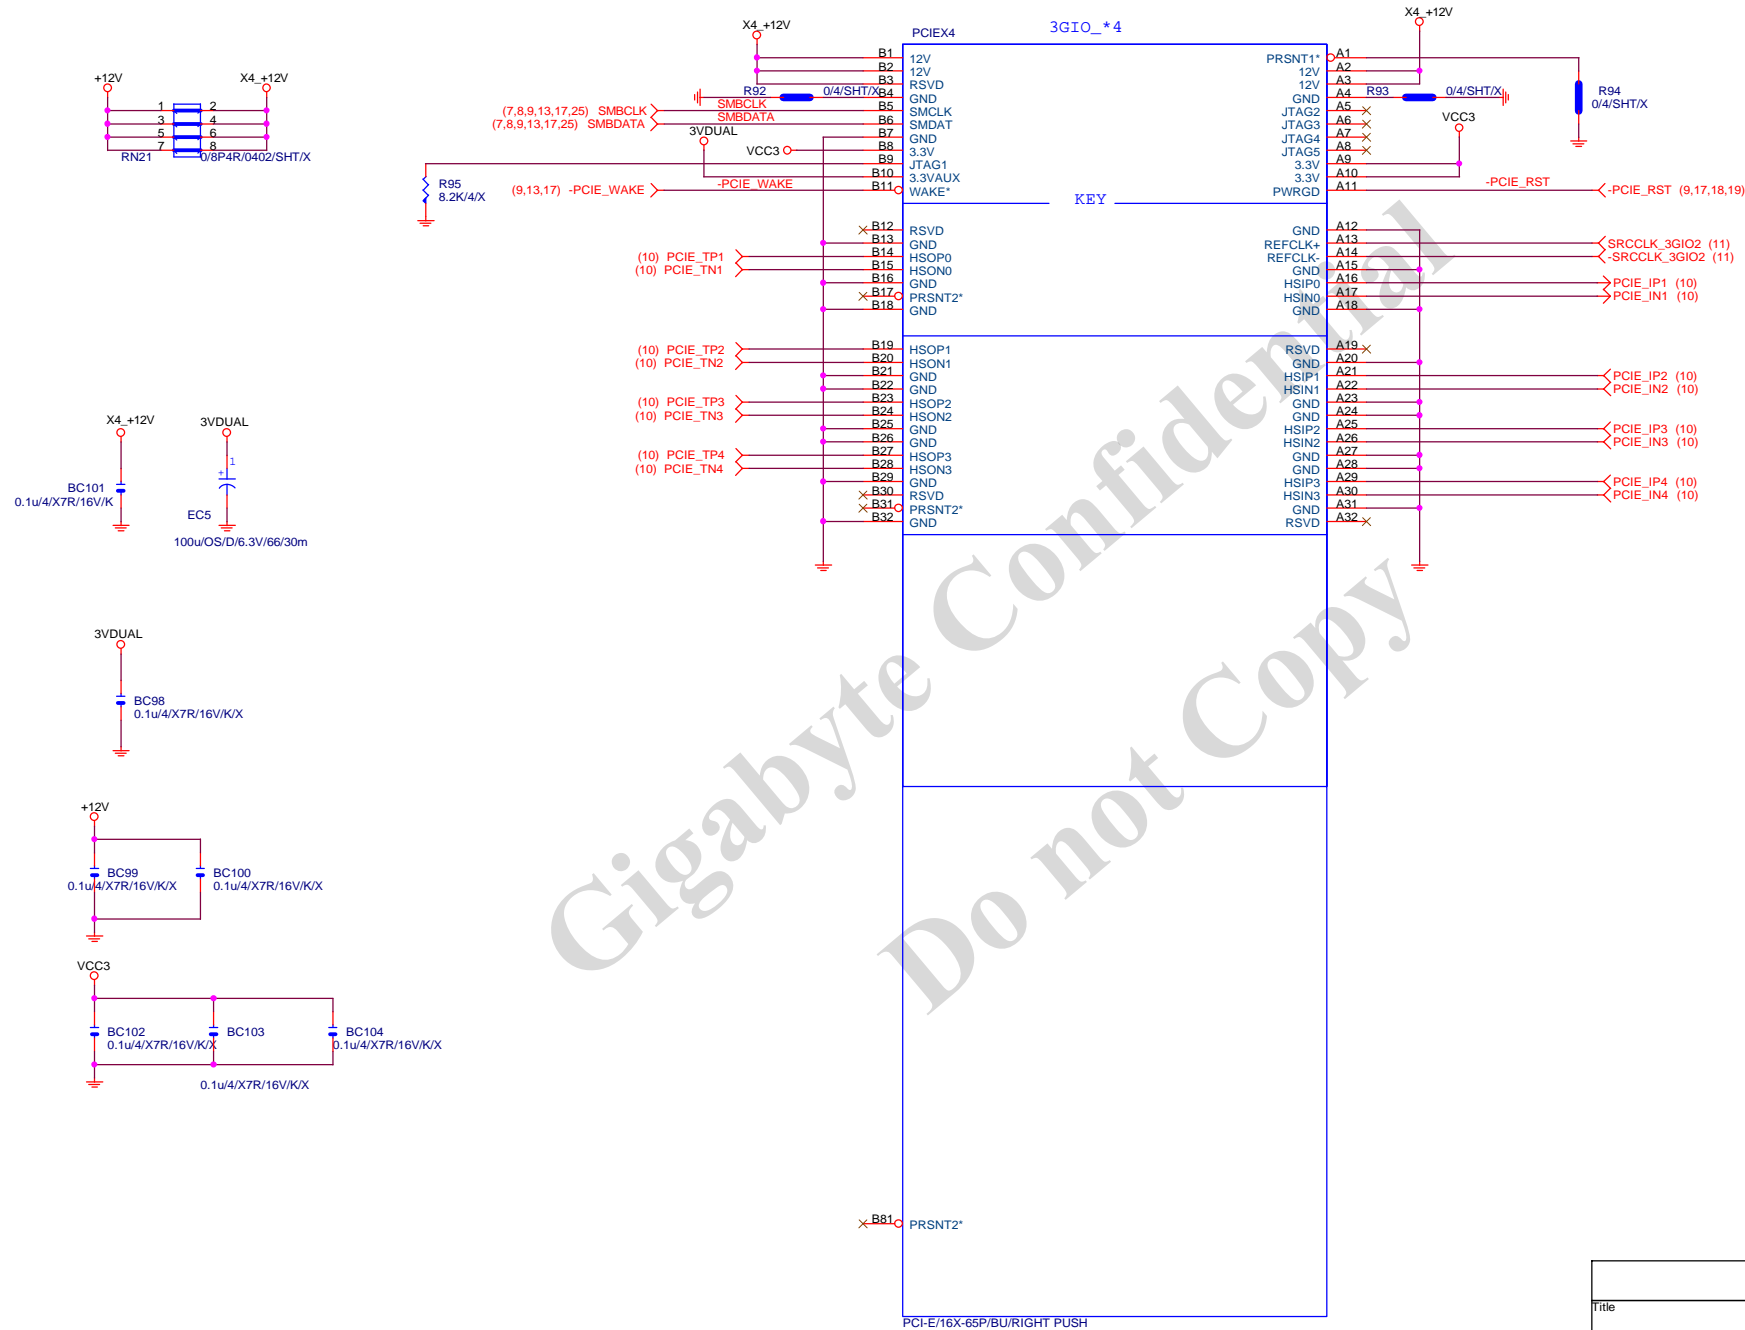 X4_+12V
3GIO_*4
X4_+12V
PCIEX4
+12V
X4_+12V
1 2
3 4
5 6
7 8
RN21
0/8P4R/0402/SHT/X
B1 12V
B2 12V
B3 RSVD
R92 0/4/SHT/X B4 GND
(7,8,9,13,17,25) SMBCLK SMBCLK B5 SMCLK
(7,8,9,13,17,25) SMBDATA SMBDATA B6 SMDAT
3VDUAL
B7 GND
VCC3 B8 3.3V
B9 JTAG1
B10 3.3VAUX
R95
8.2K/4/X
(9,13,17) -PCIE_WAKE -PCIE_WAKE B11 WAKE*
KEY
B12 RSVD
B13 GND
(10) PCIE_TP1 B14 HSOP0
(10) PCIE_TN1 B15 HSON0
B16 GND
B17 PRSNT2*
B18 GND
(10) PCIE_TP2 B19 HSOP1
(10) PCIE_TN2 B20 HSON1
B21 GND
B22 GND
(10) PCIE_TP3 B23 HSOP2
(10) PCIE_TN3 B24 HSON2
B25 GND
B26 GND
(10) PCIE_TP4 B27 HSOP3
(10) PCIE_TN4 B28 HSON3
B29 GND
B30 RSVD
B31 PRSNT2*
B32 GND
PRSNT1* A1
12V A2
12V A3
GND A4 R93 0/4/SHT/X
R94
0/4/SHT/X
JTAG2 A5
JTAG3 A6
JTAG4 A7
JTAG5 A8
VCC3
3.3V A9
3.3V A10
PWRGD A11 -PCIE_RST -PCIE_RST (9,17,18,19)
GND A12
REFCLK+ A13 SRCCLK_3GIO2 (11)
REFCLK- A14 -SRCCLK_3GIO2 (11)
GND A15
HSIP0 A16 PCIE_IP1 (10)
HSIN0 A17 PCIE_IN1 (10)
GND A18
RSVD A19
GND A20
HSIP1 A21 PCIE_IP2 (10)
HSIN1 A22 PCIE_IN2 (10)
GND A23
GND A24
HSIP2 A25 PCIE_IP3 (10)
HSIN2 A26 PCIE_IN3 (10)
GND A27
GND A28
HSIP3 A29 PCIE_IP4 (10)
HSIN3 A30 PCIE_IN4 (10)
GND A31
RSVD A32
X4_+12V
BC101
0.1u/4/X7R/16V/K
3VDUAL
1
+
EC5
100u/OS/D/6.3V/66/30m
3VDUAL
BC98
0.1u/4/X7R/16V/K/X
+12V
BC99
0.1u/4/X7R/16V/K/X
BC100
0.1u/4/X7R/16V/K/X
VCC3
BC102
0.1u/4/X7R/16V/K/X
BC103
0.1u/4/X7R/16V/K/X
BC104
0.1u/4/X7R/16V/K/X
Gigabyte Confidential
Do not Copy
B81 PRSNT2*
PCI-E/16X-65P/BU/RIGHT PUSH
Title